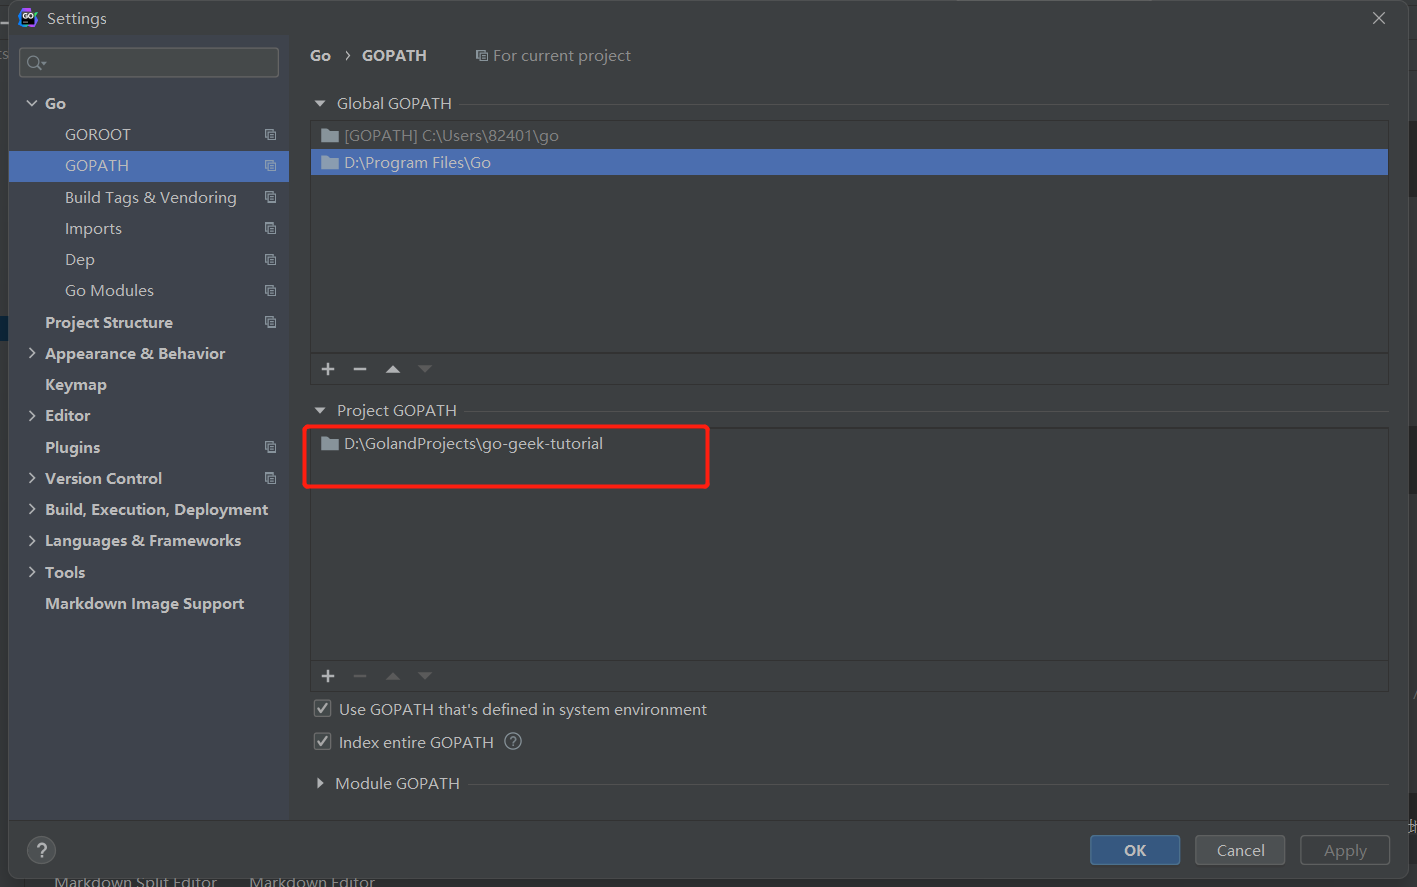 Settings
Go › GOPATH For current project
Go
GOROOT
GOPATH
Build Tags & Vendoring
Imports
Dep
Go Modules
Project Structure
Appearance & Behavior
Keymap
Editor
Plugins
Version Control
Build, Execution, Deployment
Languages & Frameworks
Tools
Markdown Image Support
Global GOPATH
[GOPATH] C:\Users\82401\go
D:\Program Files\Go
Project GOPATH
D:\GolandProjects\go-geek-tutorial
Use GOPATH that's defined in system environment
Index entire GOPATH ?
Module GOPATH
?
OK Cancel Apply
Markdown Split Editor Markdown Editor